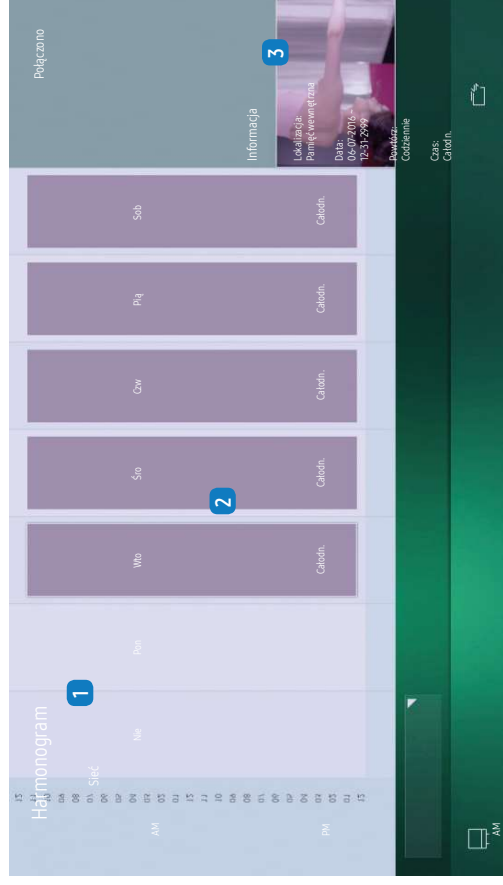 Harmonogram
Sieć
Połączono
1
Nie
Pon
Wto
Śro
Czw
Pią
Sob
AM
PM
2
Całodn.
Całodn.
Całodn.
Całodn.
Całodn.
Informacja
3
Lokalizacja:
Pamięć wewnętrzna
Data:
06-07-2016 ~
12-31-2999
Powtórz:
Codziennie
Czas:
Całodn.
AM